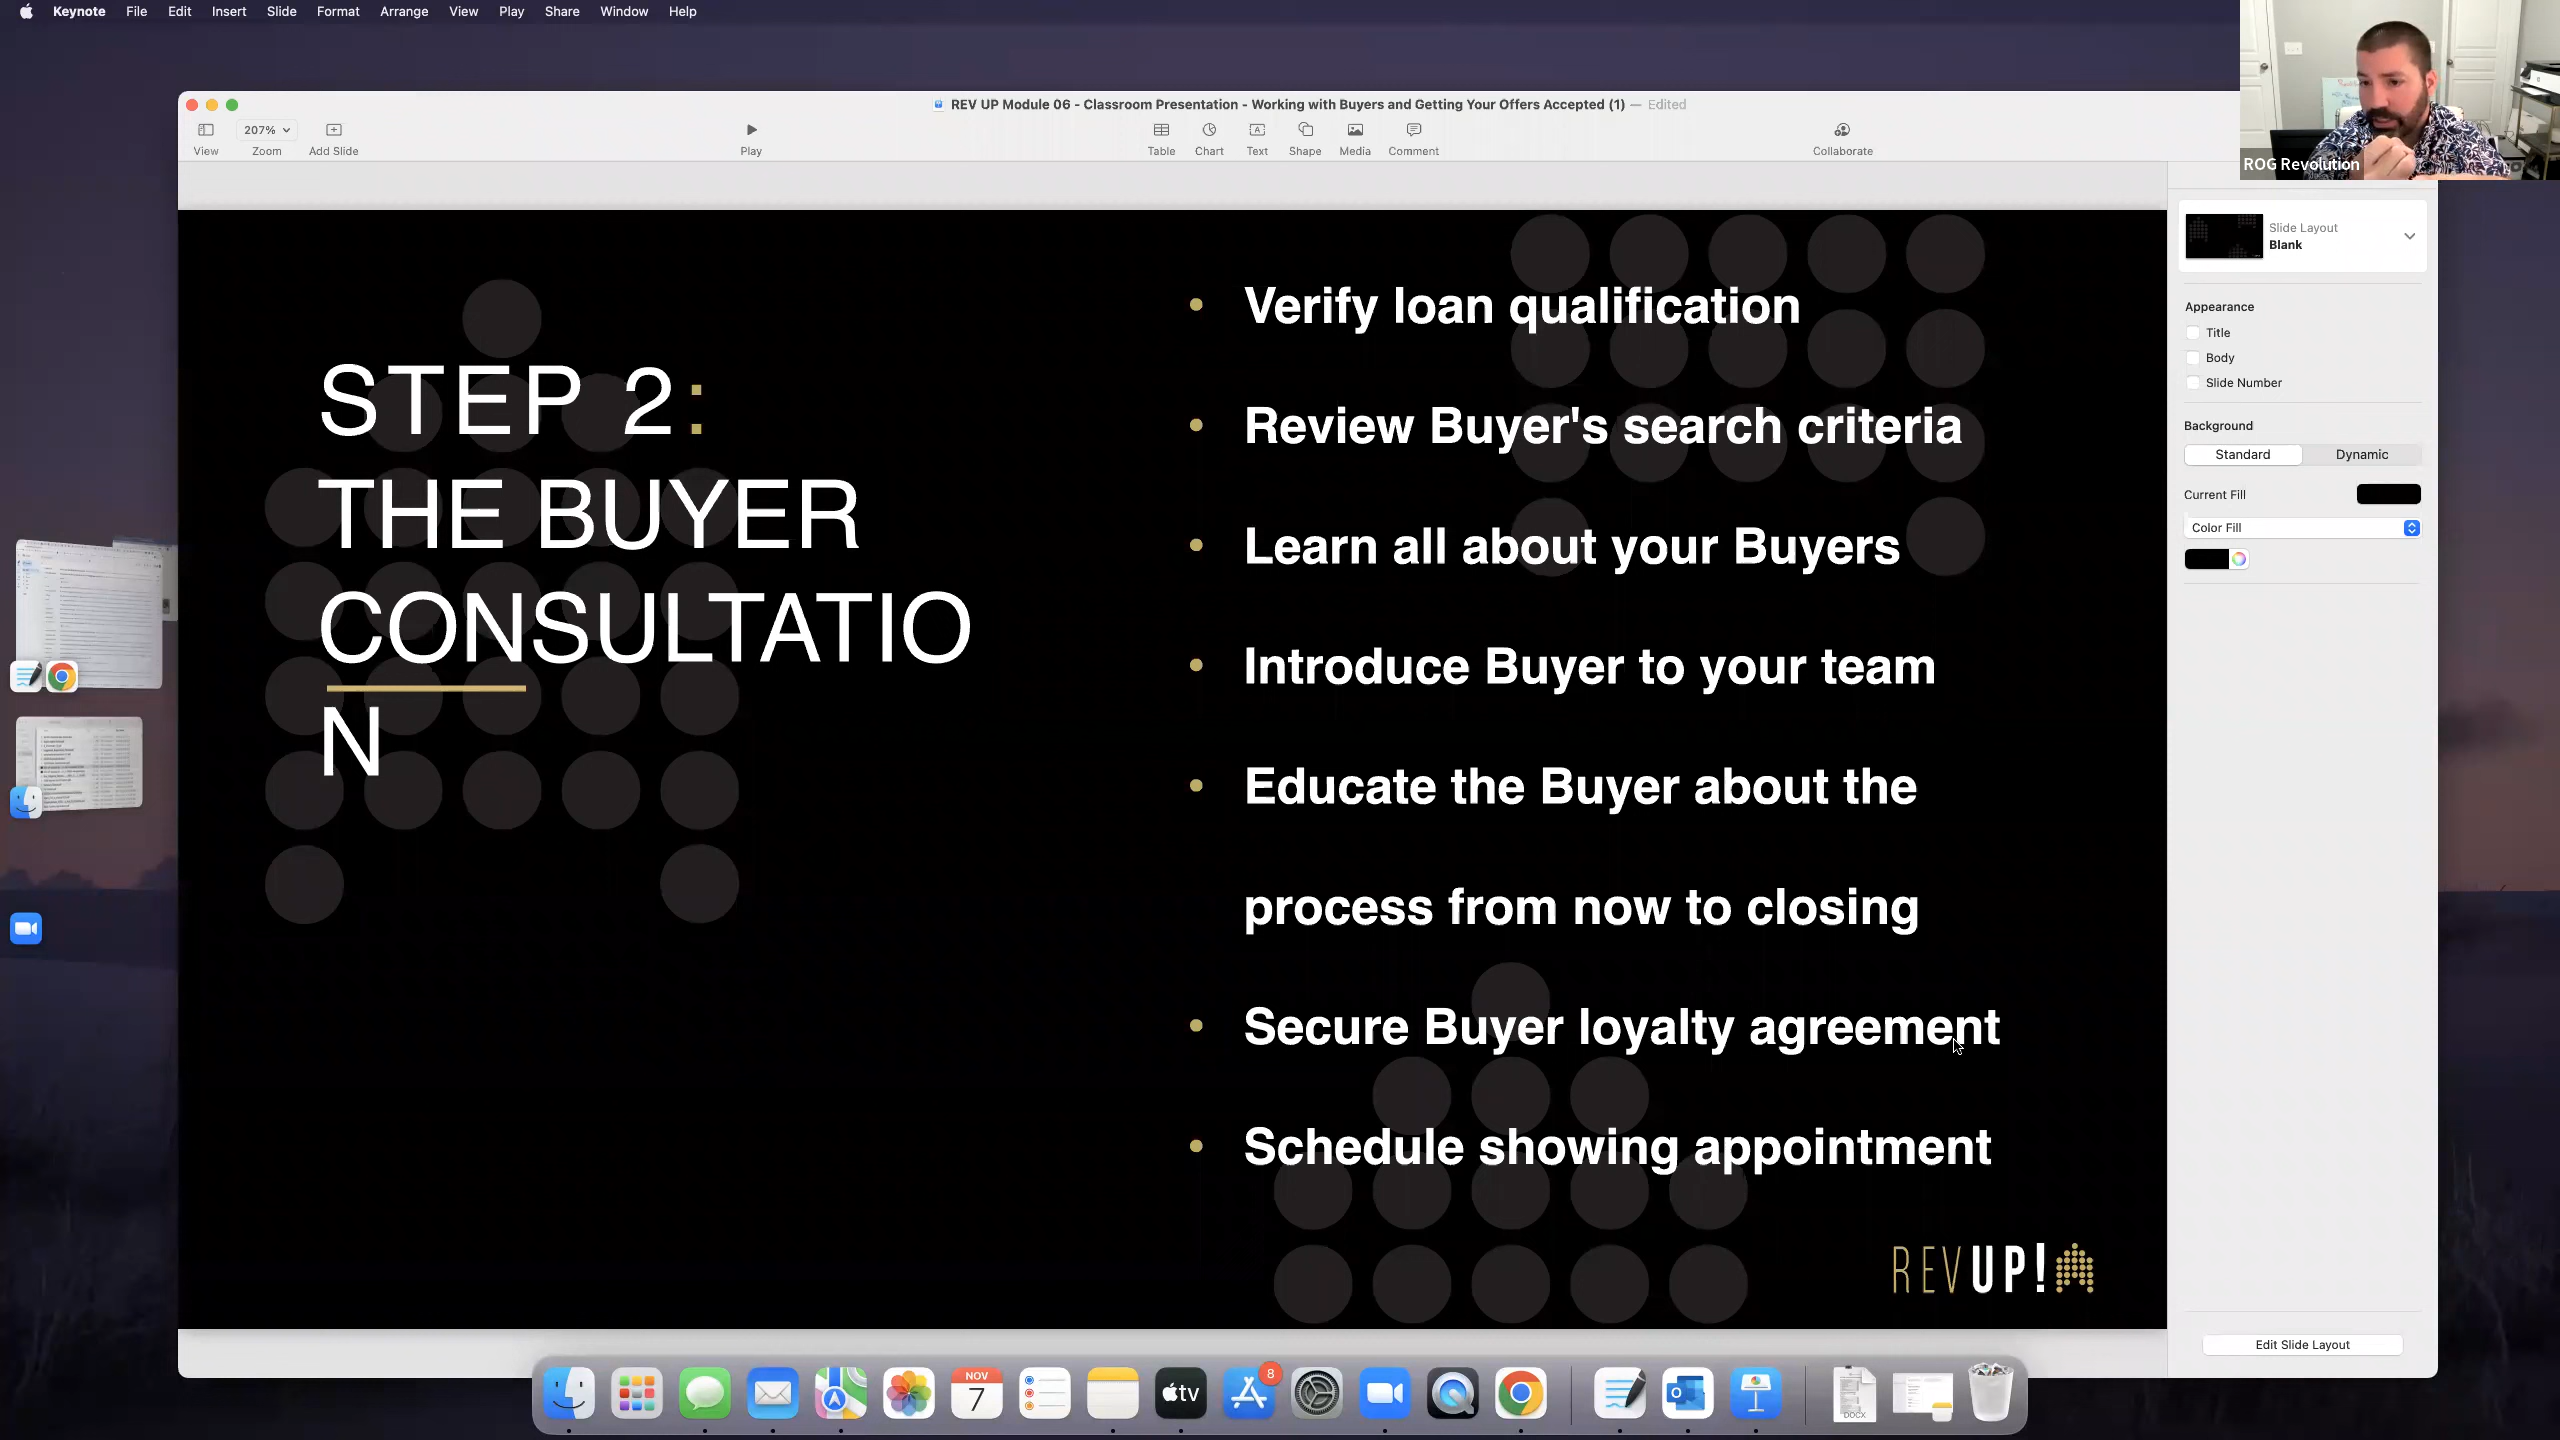 Keynote File Edit Insert Slide Format Arrange View Play Share Window Help
REV UP Module 06 - Classroom Presentation - Working with Buyers and Getting Your Offers Accepted (1) — Edited
207%
View Zoom Add Slide Play Table Chart Text Shape Media Comment Collaborate
ROG Revolution
STEP 2:
THE BUYER
CONSULTATIO
N
• Verify loan qualification
• Review Buyer's search criteria
• Learn all about your Buyers
• Introduce Buyer to your team
• Educate the Buyer about the
process from now to closing
• Secure Buyer loyalty agreement
• Schedule showing appointment
REVUP!
Slide Layout
Blank
Appearance
Title
Body
Slide Number
Background
Standard Dynamic
Current Fill
Color Fill
Edit Slide Layout
NOV
7
tv
8
DOCX